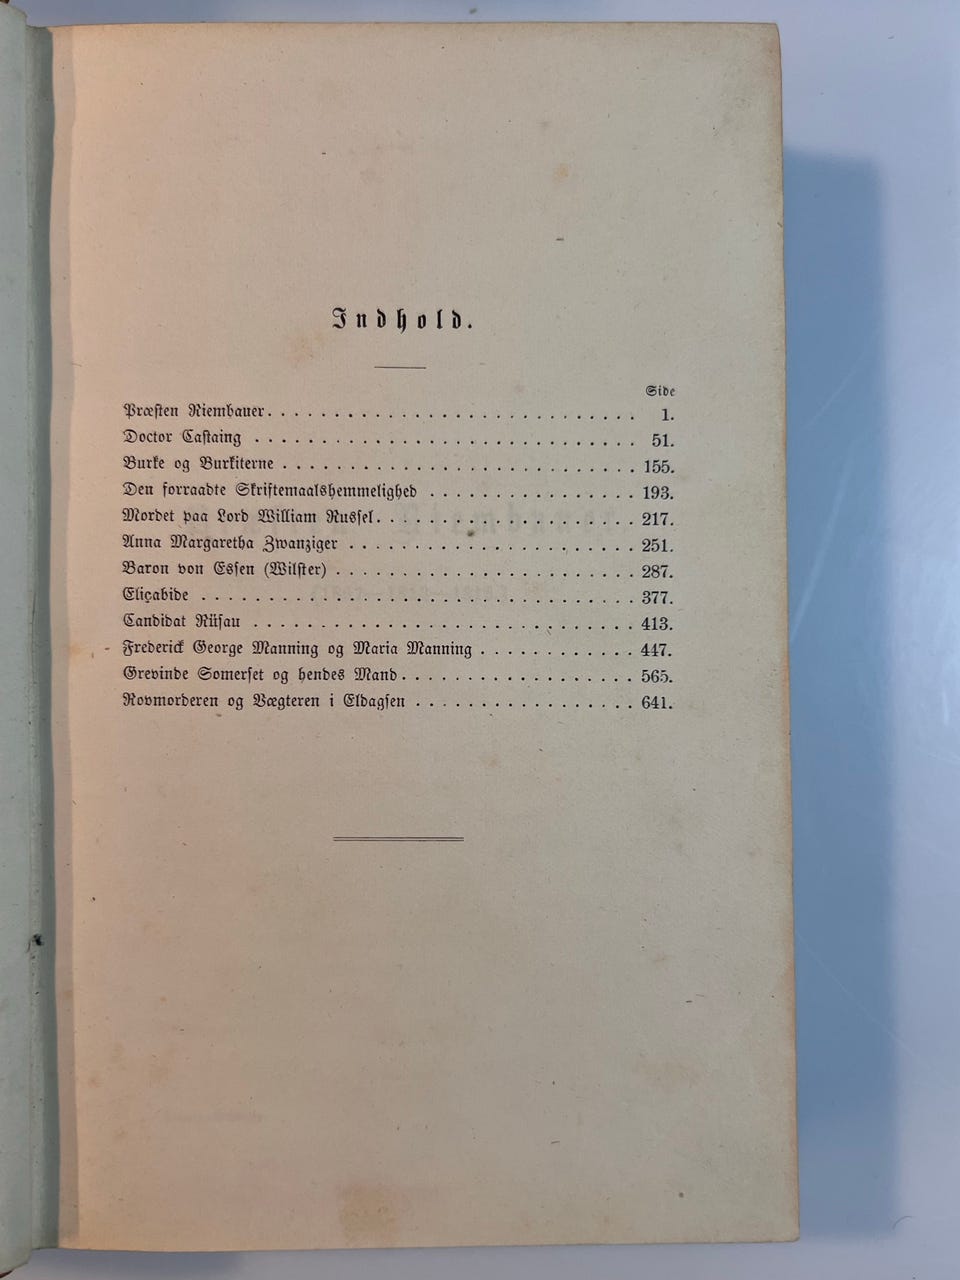 Indhold.
Side
Præsten Riembauer. . . . . . . . . . . . . . . . . . . . . . . . . . . . 1.
Doctor Castaing . . . . . . . . . . . . . . . . . . . . . . . . . . . . . 51.
Burke og Burkiterne . . . . . . . . . . . . . . . . . . . . . . . . . . . 155.
Den forraadte Skriftemaalshemmelighed . . . . . . . . . . . . . . . . 193.
Mordet paa Lord William Russel. . . . . . . . . . . . . . . . . . . . 217.
Anna Margaretha Zwanziger . . . . . . . . . . . . . . . . . . . . . . 251.
Baron von Essen (Wilster) . . . . . . . . . . . . . . . . . . . . . . . 287.
Eliçabide . . . . . . . . . . . . . . . . . . . . . . . . . . . . . . . . . 377.
Candidat Rüsau . . . . . . . . . . . . . . . . . . . . . . . . . . . . . 413.
Frederick George Manning og Maria Manning . . . . . . . . . . . . 447.
Grevinde Somerset og hendes Mand. . . . . . . . . . . . . . . . . . 565.
Rovmorderen og Vægteren i Eldagsen . . . . . . . . . . . . . . . . . 641.